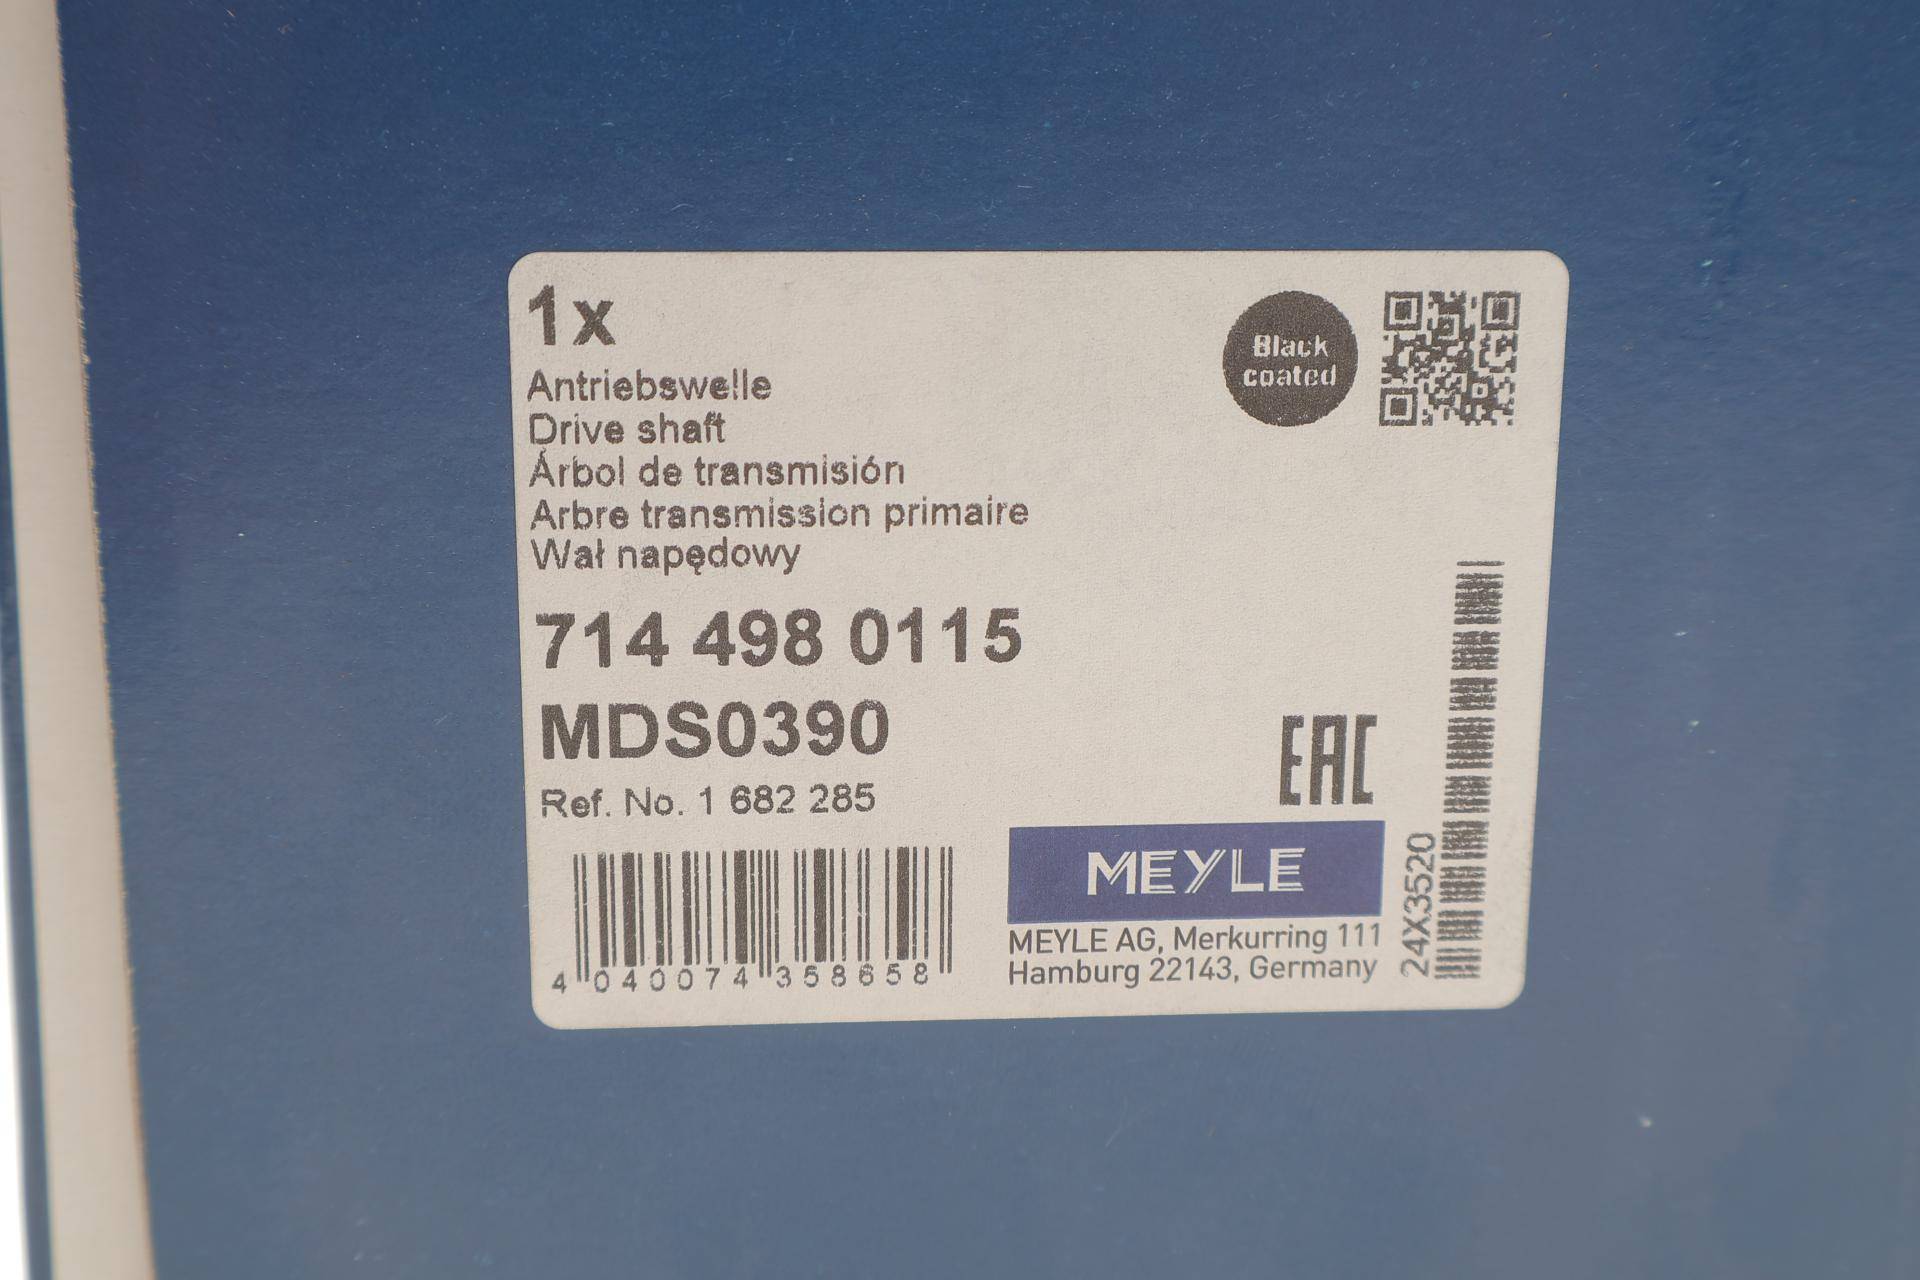 1x
Black
coated
Antriebswelle
Drive shaft
Árbol de transmisión
Arbre transmission primaire
Wał napędowy
714 498 0115
MDS0390
Ref. No. 1 682 285
EAC
MEYLE
MEYLE AG, Merkurring 111
Hamburg 22143, Germany
4 040074 358658
24X3520